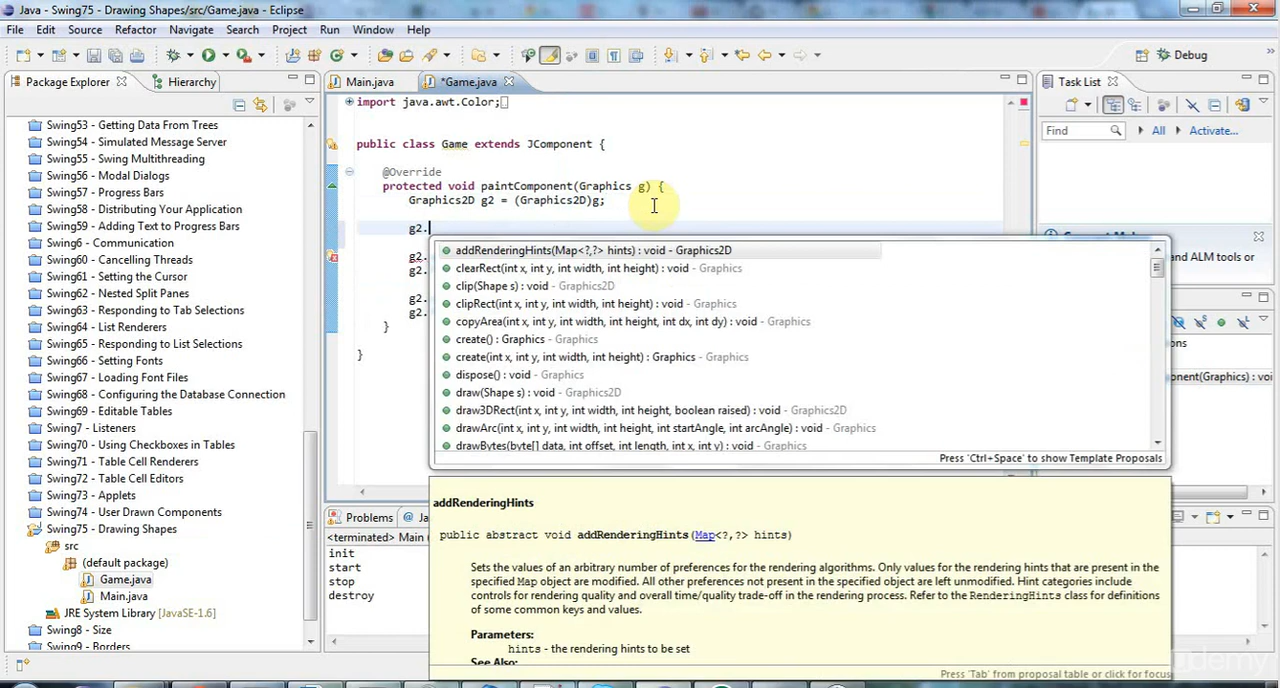 Java - Swing75 - Drawing Shapes/src/Game.java - Eclipse
File Edit Source Refactor Navigate Search Project Run Window Help
Debug
Package Explorer Hierarchy
Swing53 - Getting Data From Trees
Swing54 - Simulated Message Server
Swing55 - Swing Multithreading
Swing56 - Modal Dialogs
Swing57 - Progress Bars
Swing58 - Distributing Your Application
Swing59 - Adding Text to Progress Bars
Swing6 - Communication
Swing60 - Cancelling Threads
Swing61 - Setting the Cursor
Swing62 - Nested Split Panes
Swing63 - Responding to Tab Selections
Swing64 - List Renderers
Swing65 - Responding to List Selections
Swing66 - Setting Fonts
Swing67 - Loading Font Files
Swing68 - Configuring the Database Connection
Swing69 - Editable Tables
Swing7 - Listeners
Swing70 - Using Checkboxes in Tables
Swing71 - Table Cell Renderers
Swing72 - Table Cell Editors
Swing73 - Applets
Swing74 - User Drawn Components
Swing75 - Drawing Shapes
src
(default package)
Game.java
Main.java
JRE System Library [JavaSE-1.6]
Swing8 - Size
Swing9 - Borders
Main.java *Game.java
import java.awt.Color;
public class Game extends JComponent {
@Override
protected void paintComponent(Graphics g) {
Graphics2D g2 = (Graphics2D)g;
g2.
g2.
g2.
g2.
g2.
}
}
addRenderingHints(Map<?,?> hints) : void - Graphics2D
clearRect(int x, int y, int width, int height) : void - Graphics
clip(Shape s) : void - Graphics2D
clipRect(int x, int y, int width, int height) : void - Graphics
copyArea(int x, int y, int width, int height, int dx, int dy) : void - Graphics
create() : Graphics - Graphics
create(int x, int y, int width, int height) : Graphics - Graphics
dispose() : void - Graphics
draw(Shape s) : void - Graphics2D
draw3DRect(int x, int y, int width, int height, boolean raised) : void - Graphics2D
drawArc(int x, int y, int width, int height, int startAngle, int arcAngle) : void - Graphics
drawBytes(byte[] data, int offset, int length, int x, int y) : void - Graphics
Press 'Ctrl+Space' to show Template Proposals
addRenderingHints
public abstract void addRenderingHints(Map<?,?> hints)
Sets the values of an arbitrary number of preferences for the rendering algorithms. Only values for the rendering hints that are present in the
specified Map object are modified. All other preferences not present in the specified object are left unmodified. Hint categories include
controls for rendering quality and overall time/quality trade-off in the rendering process. Refer to the RenderingHints class for definitions
of some common keys and values.
Parameters:
hints - the rendering hints to be set
See Also:
Press 'Tab' from proposal table or click for focus
Problems @
<terminated> Main
init
start
stop
destroy
Task List
Find All Activate...
and ALM tools or
ponent(Graphics) : voi
udemy